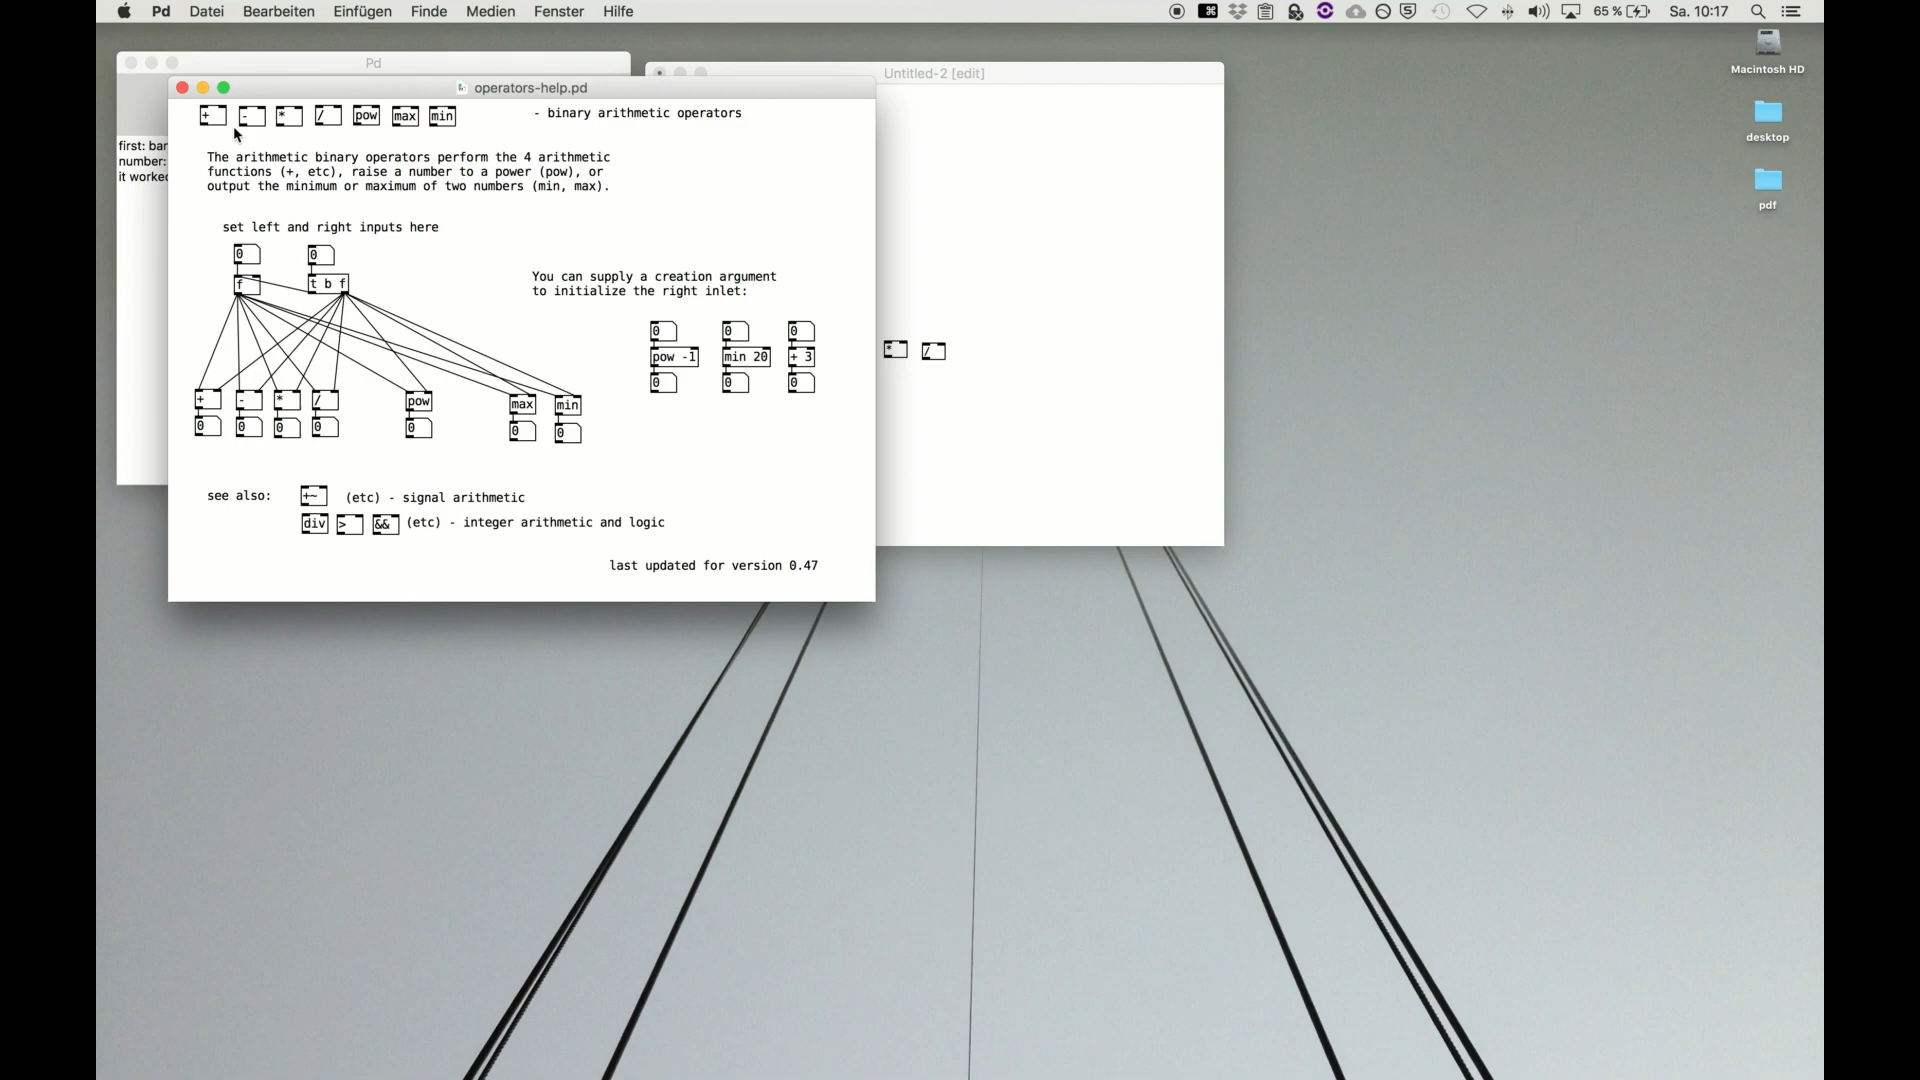 Pd Datei Bearbeiten Einfügen Finde Medien Fenster Hilfe 65 % Sa. 10:17
Macintosh HD
desktop
pdf
Pd
Untitled-2 [edit]
operators-help.pd
+ - * / pow max min - binary arithmetic operators
first: bar
number:
it worked
The arithmetic binary operators perform the 4 arithmetic
functions (+, etc), raise a number to a power (pow), or
output the minimum or maximum of two numbers (min, max).
set left and right inputs here
0 0
f t b f
You can supply a creation argument
to initialize the right inlet:
0 0 0
pow -1 min 20 + 3
0 0 0
* /
+ - * / pow max min
0 0 0 0 0 0 0
see also: +~ (etc) - signal arithmetic
div > && (etc) - integer arithmetic and logic
last updated for version 0.47